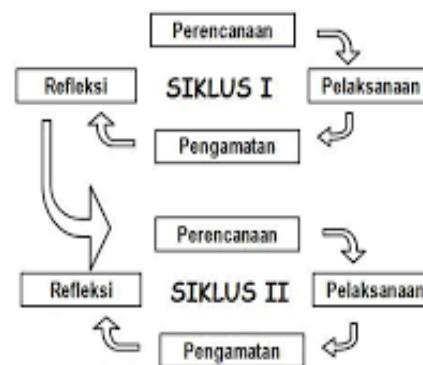 Perencanaan
Refleksi
SIKLUS I
Pelaksanaan
Pengamatan
Perencanaan
Refleksi
SIKLUS II
Pelaksanaan
Pengamatan